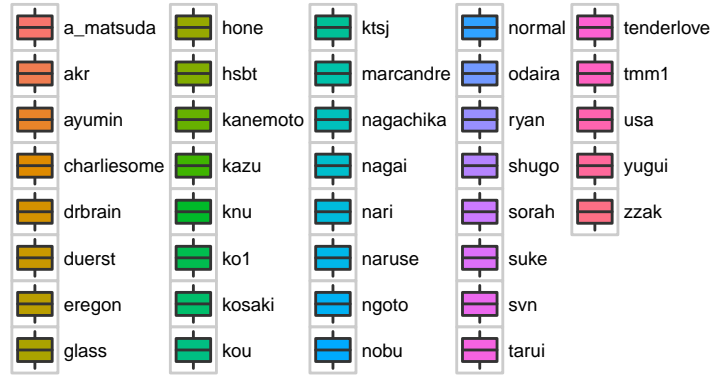 a_matsuda
akr
ayumin
charliesome
drbrain
duerst
eregon
glass
hone
hsbt
kanemoto
kazu
knu
ko1
kosaki
kou
ktsj
marcandre
nagachika
nagai
nari
naruse
ngoto
nobu
normal
odaira
ryan
shugo
sorah
suke
svn
tarui
tenderlove
tmm1
usa
yugui
zzak